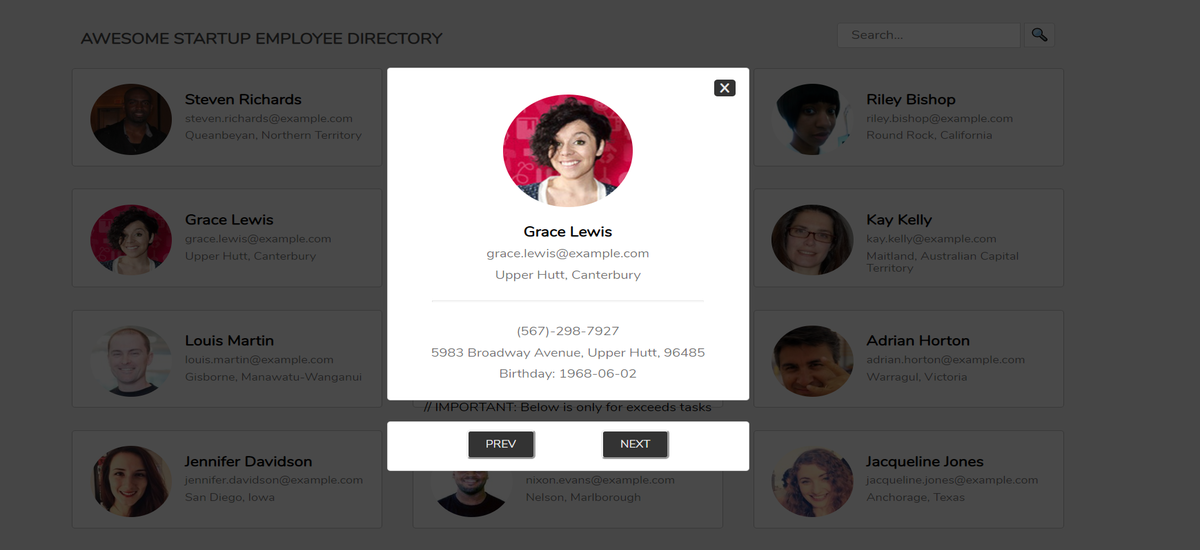 AWESOME STARTUP EMPLOYEE DIRECTORY
Search...
Steven Richards
steven.richards@example.com
Queanbeyan, Northern Territory
X
Grace Lewis
grace.lewis@example.com
Upper Hutt, Canterbury
(567)-298-7927
5983 Broadway Avenue, Upper Hutt, 96485
Birthday: 1968-06-02
// IMPORTANT: Below is only for exceeds tasks
PREV
NEXT
Riley Bishop
riley.bishop@example.com
Round Rock, California
Grace Lewis
grace.lewis@example.com
Upper Hutt, Canterbury
Kay Kelly
kay.kelly@example.com
Maitland, Australian Capital
Territory
Louis Martin
louis.martin@example.com
Gisborne, Manawatu-Wanganui
Adrian Horton
adrian.horton@example.com
Warragul, Victoria
Jennifer Davidson
jennifer.davidson@example.com
San Diego, Iowa
nixon.evans@example.com
Nelson, Marlborough
Jacqueline Jones
jacqueline.jones@example.com
Anchorage, Texas